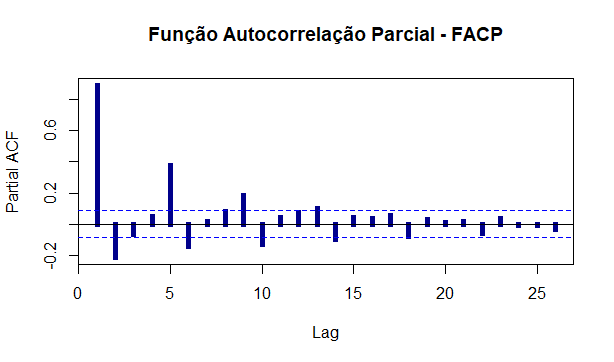 Função Autocorrelação Parcial - FACP
Partial ACF
0.6
0.2
-0.2
0 5 10 15 20 25
Lag